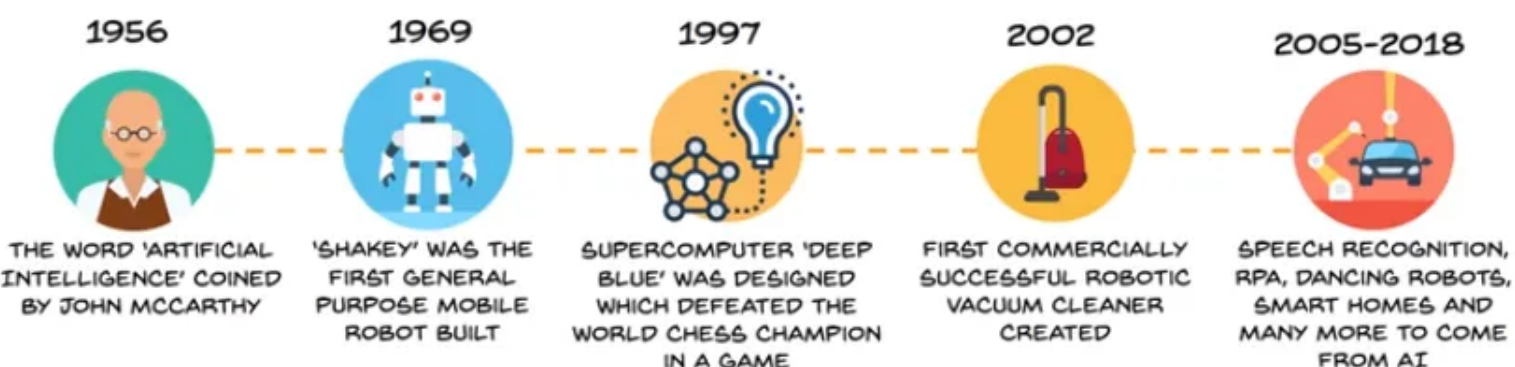 1956
THE WORD 'ARTIFICIAL
INTELLIGENCE' COINED
BY JOHN MCCARTHY
1969
'SHAKEY' WAS THE
FIRST GENERAL
PURPOSE MOBILE
ROBOT BUILT
1997
SUPERCOMPUTER 'DEEP
BLUE' WAS DESIGNED
WHICH DEFEATED THE
WORLD CHESS CHAMPION
IN A GAME
2002
FIRST COMMERCIALLY
SUCCESSFUL ROBOTIC
VACUUM CLEANER
CREATED
2005-2018
SPEECH RECOGNITION,
RPA, DANCING ROBOTS,
SMART HOMES AND
MANY MORE TO COME
FROM AI